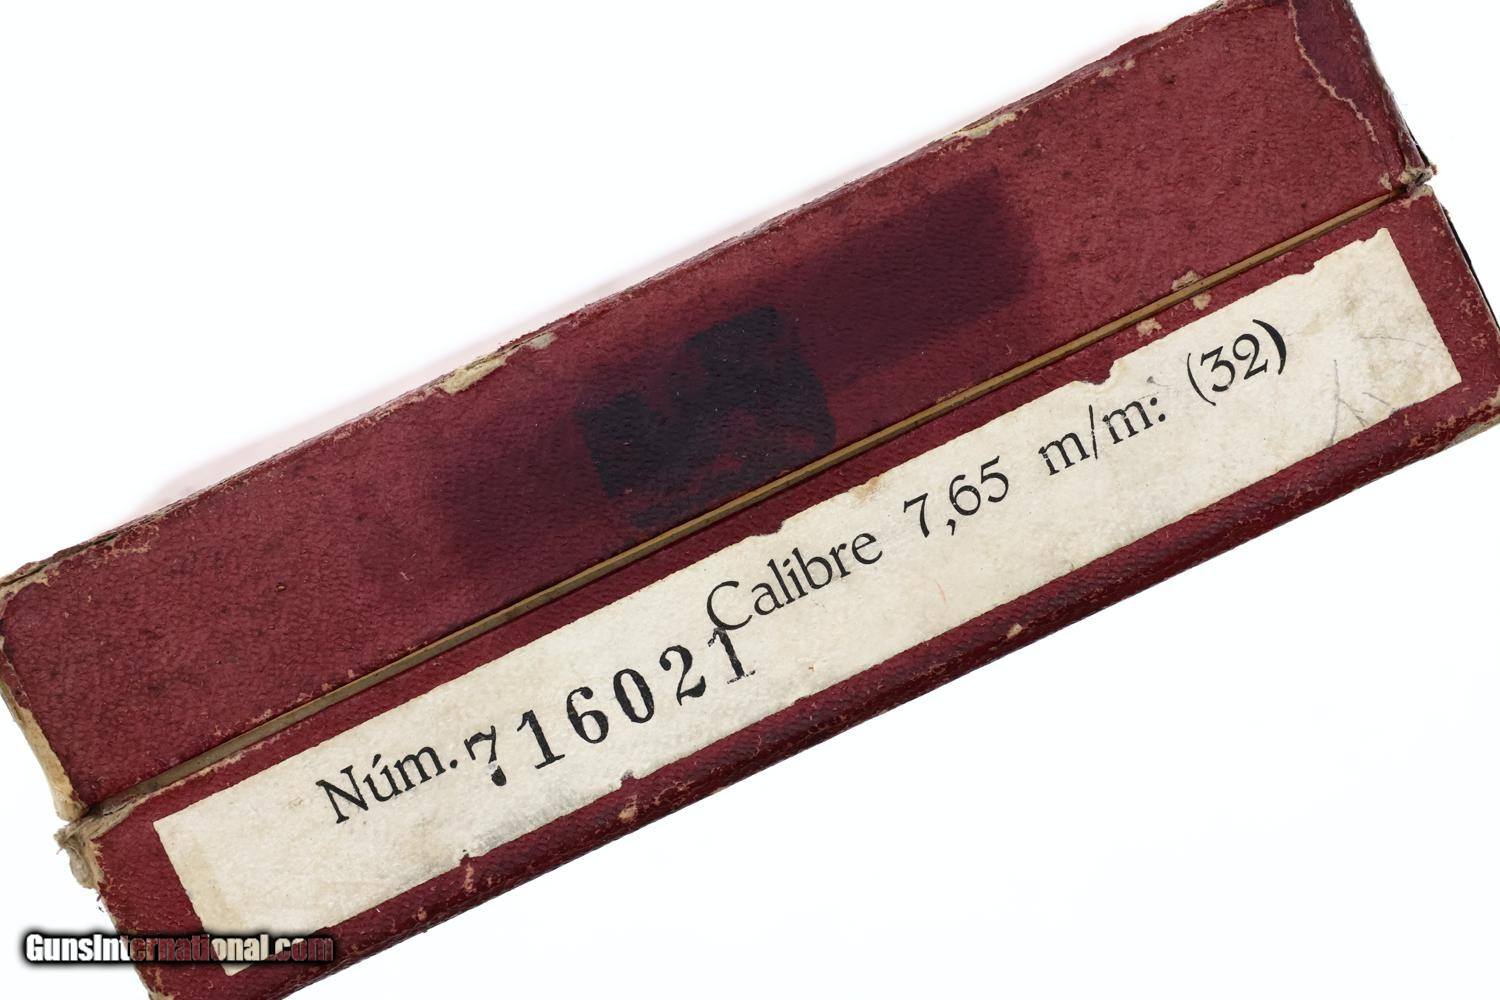 Núm. 716021 Calibre 7,65 m/m: (32)
GunsInternational.com